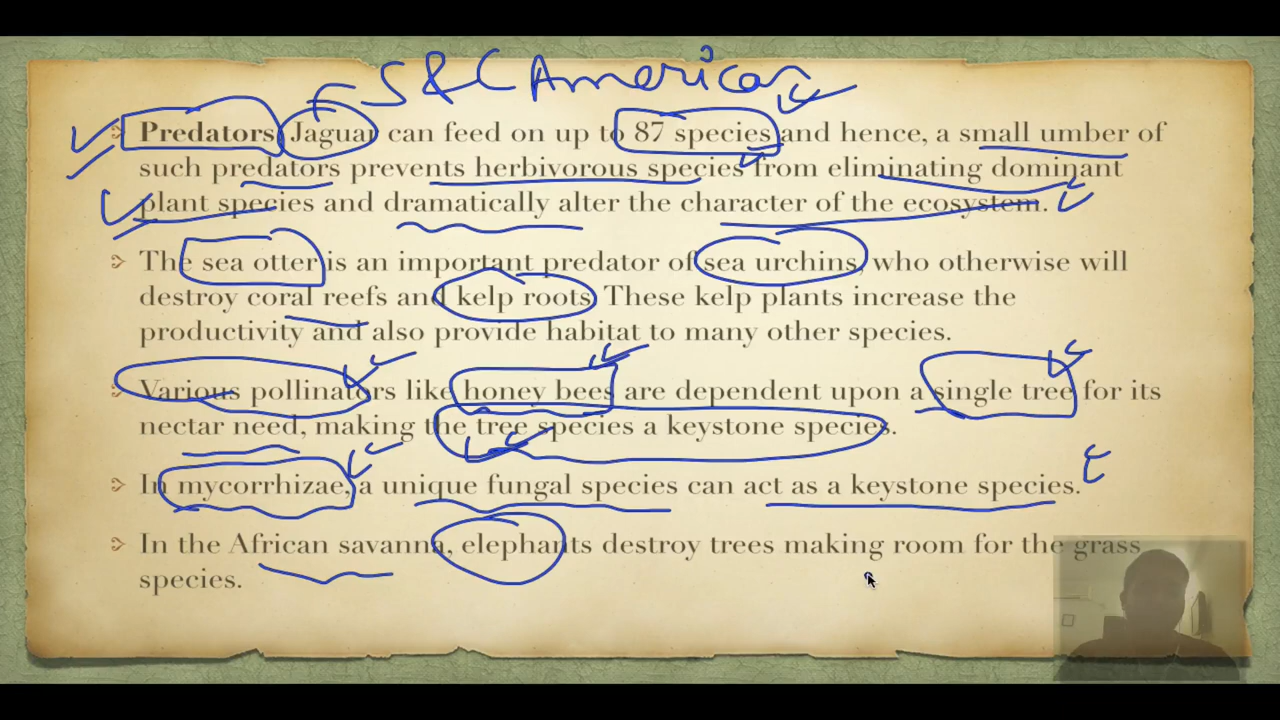 S & C America
Predators Jaguar can feed on up to 87 species and hence, a small umber of
such predators prevents herbivorous species from eliminating dominant
plant species and dramatically alter the character of the ecosystem.
The sea otter is an important predator of sea urchins, who otherwise will
destroy coral reefs and kelp roots. These kelp plants increase the
productivity and also provide habitat to many other species.
Various pollinators like honey bees are dependent upon a single tree for its
nectar need, making the tree species a keystone species.
In mycorrhizae, a unique fungal species can act as a keystone species.
In the African savanna, elephants destroy trees making room for the grass
species.